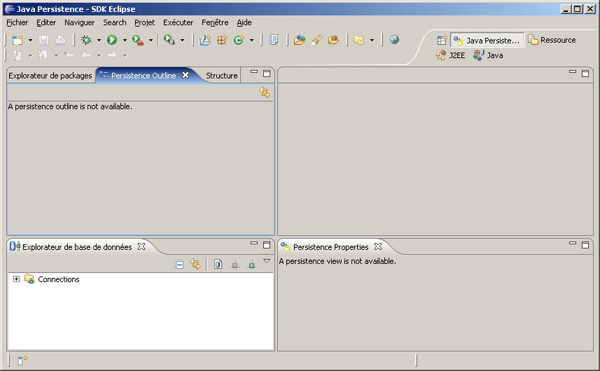 Java Persistence - SDK Eclipse
Fichier Editer Naviguer Search Projet Exécuter Fenêtre Aide
Java Persiste... Ressource
J2EE Java
Explorateur de packages Persistence Outline Structure
A persistence outline is not available.
Explorateur de base de données
Connections
Persistence Properties
A persistence view is not available.